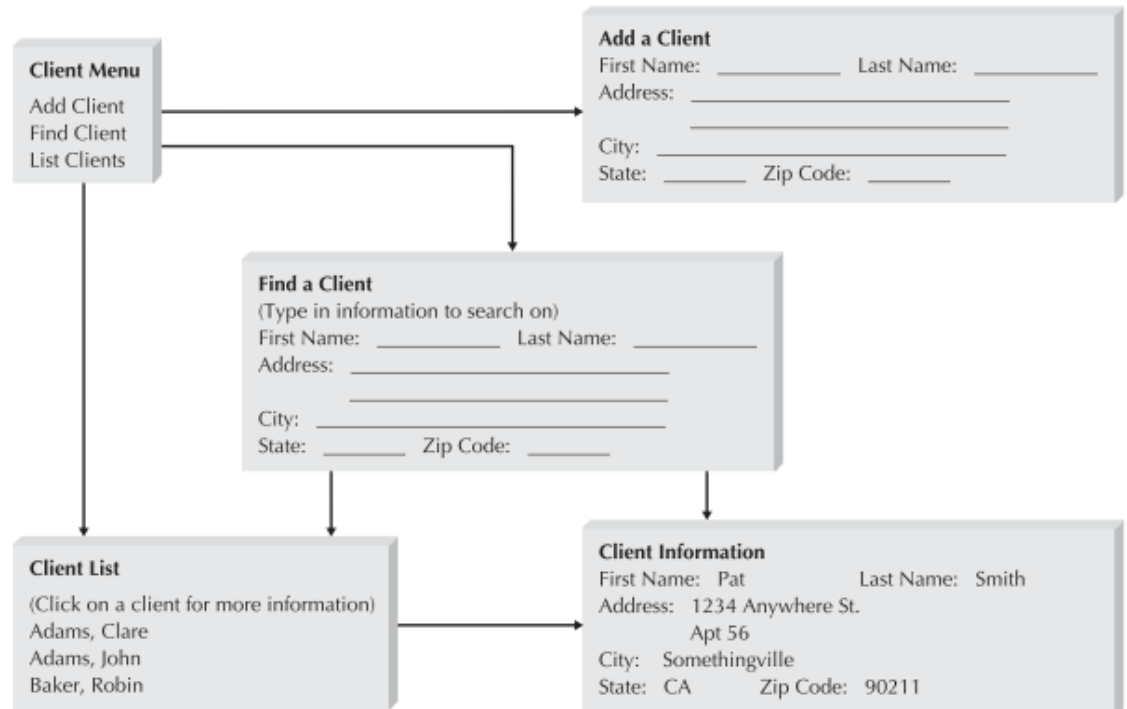 Client Menu
Add Client
Find Client
List Clients
Add a Client
First Name: Last Name:
Address:
City:
State: Zip Code:
Find a Client
(Type in information to search on)
First Name: Last Name:
Address:
City:
State: Zip Code:
Client List
(Click on a client for more information)
Adams, Clare
Adams, John
Baker, Robin
Client Information
First Name: Pat Last Name: Smith
Address: 1234 Anywhere St.
Apt 56
City: Somethingville
State: CA Zip Code: 90211